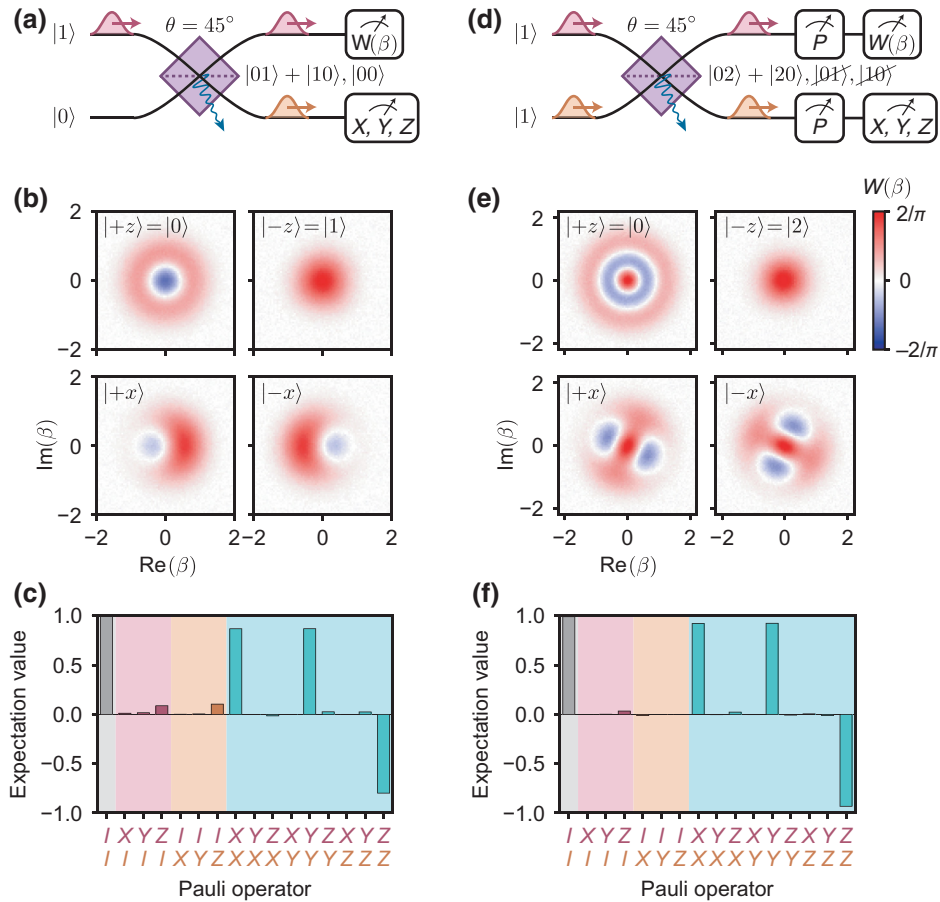 (a)
|1⟩
θ = 45°
W(β)
|01⟩ + |10⟩, |00⟩
|0⟩
X, Y, Z
(d)
|1⟩
θ = 45°
P
W(β)
|02⟩ + |20⟩, |01⟩, |10⟩
|1⟩
P
X, Y, Z
(b)
2
0
−2
|+z⟩=|0⟩
|−z⟩=|1⟩
2
0
−2
|+x⟩
|−x⟩
Im(β)
−2
0
2
0
2
Re(β)
(e)
2
0
−2
|+z⟩=|0⟩
|−z⟩=|2⟩
2
0
−2
|+x⟩
|−x⟩
Im(β)
−2
0
2
−2
0
2
Re(β)
W(β)
2/π
0
−2/π
(c)
1.0
0.5
0.0
−0.5
−1.0
Expectation value
I X Y Z I I I X Y Z X Y Z X Y Z
I I I I X Y Z X X X Y Y Y Z Z Z
Pauli operator
(f)
1.0
0.5
0.0
−0.5
−1.0
Expectation value
I X Y Z I I I X Y Z X Y Z X Y Z
I I I I X Y Z X X X Y Y Y Z Z Z
Pauli operator